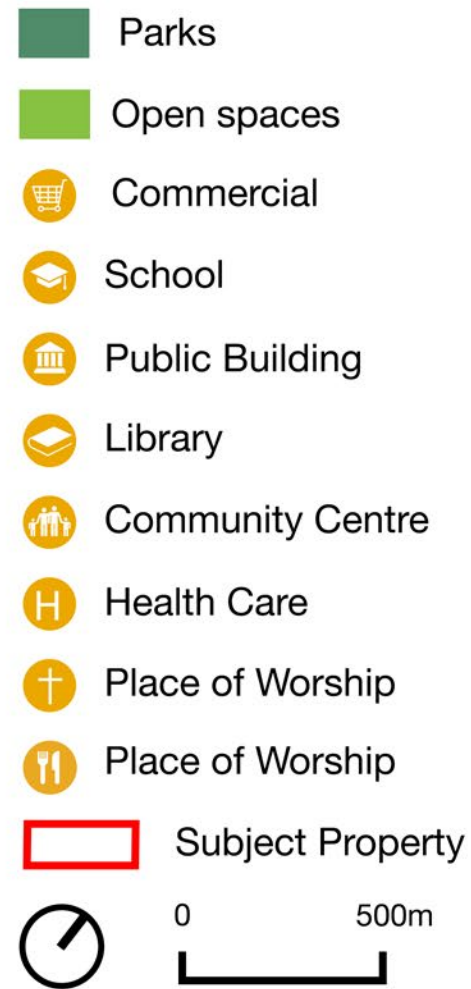 Parks
Open spaces
Commercial
School
Public Building
Library
Community Centre
H Health Care
Place of Worship
Place of Worship
Subject Property
0 500m